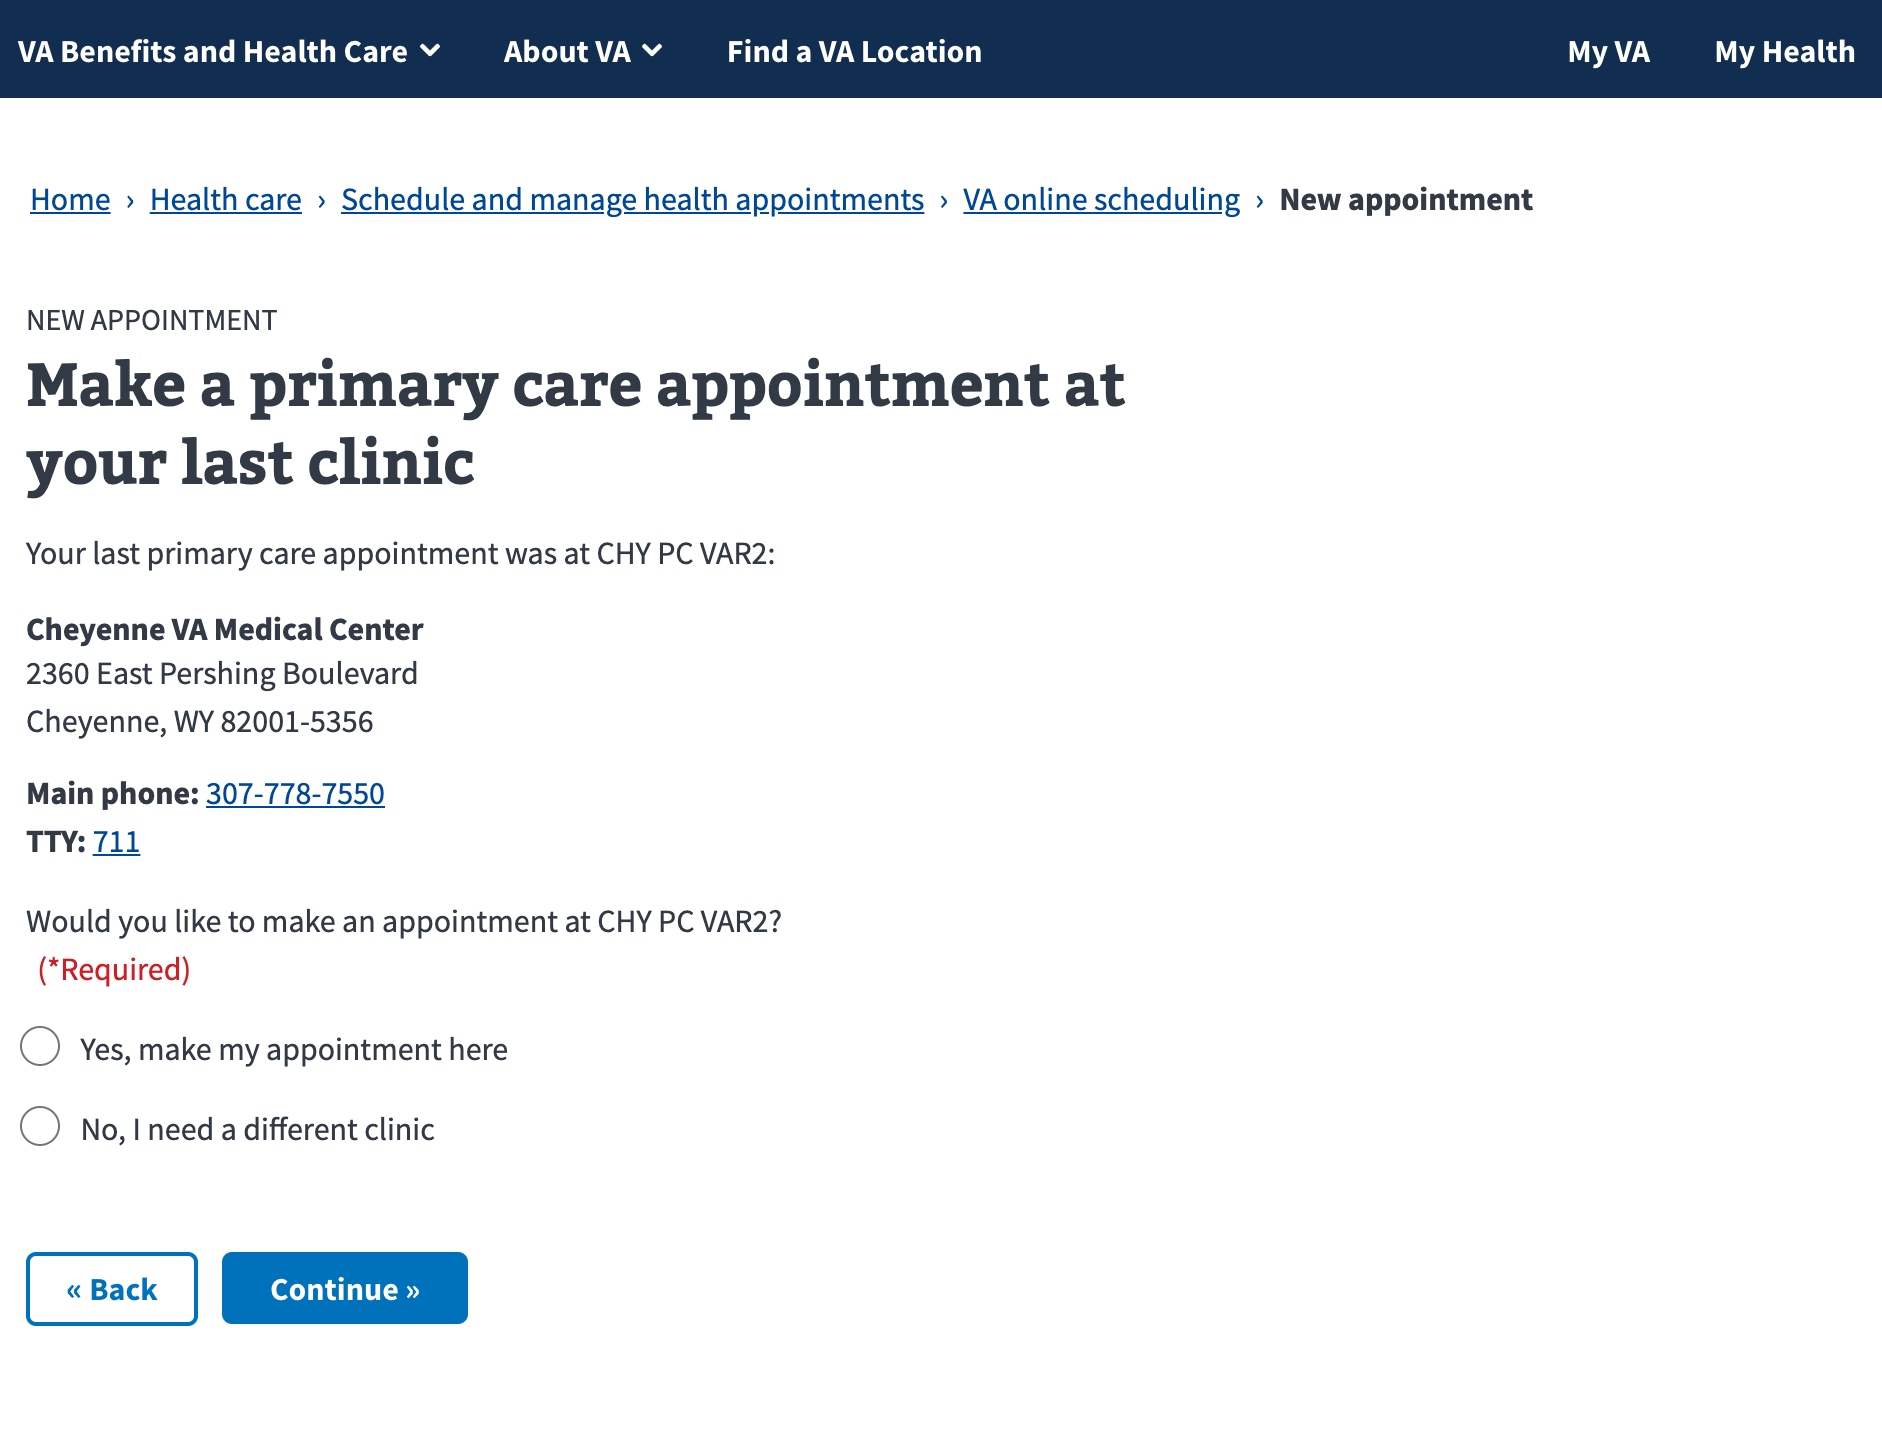 VA Benefits and Health Care About VA Find a VA Location My VA My Health
Home › Health care › Schedule and manage health appointments › VA online scheduling › New appointment
NEW APPOINTMENT
Make a primary care appointment at
your last clinic
Your last primary care appointment was at CHY PC VAR2:
Cheyenne VA Medical Center
2360 East Pershing Boulevard
Cheyenne, WY 82001-5356
Main phone: 307-778-7550
TTY: 711
Would you like to make an appointment at CHY PC VAR2?
(*Required)
Yes, make my appointment here
No, I need a different clinic
« Back Continue »